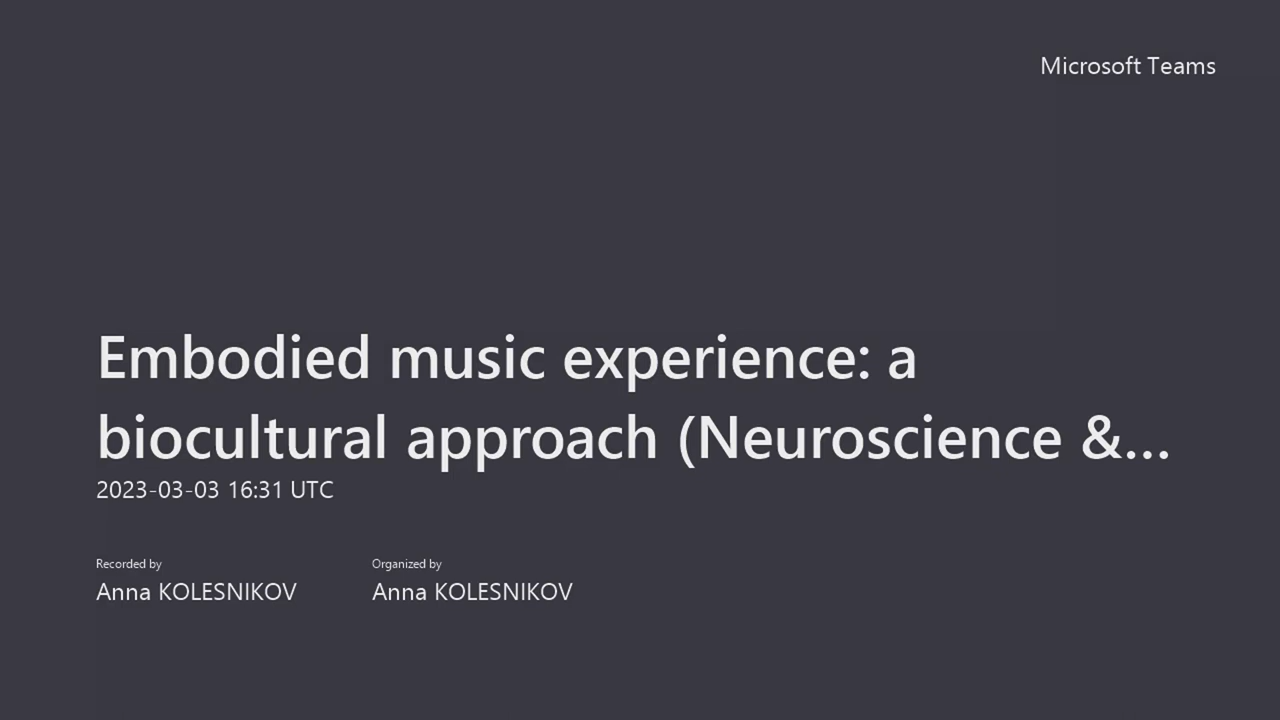 Microsoft Teams
Embodied music experience: a
biocultural approach (Neuroscience &...
2023-03-03 16:31 UTC
Recorded by
Anna KOLESNIKOV
Organized by
Anna KOLESNIKOV